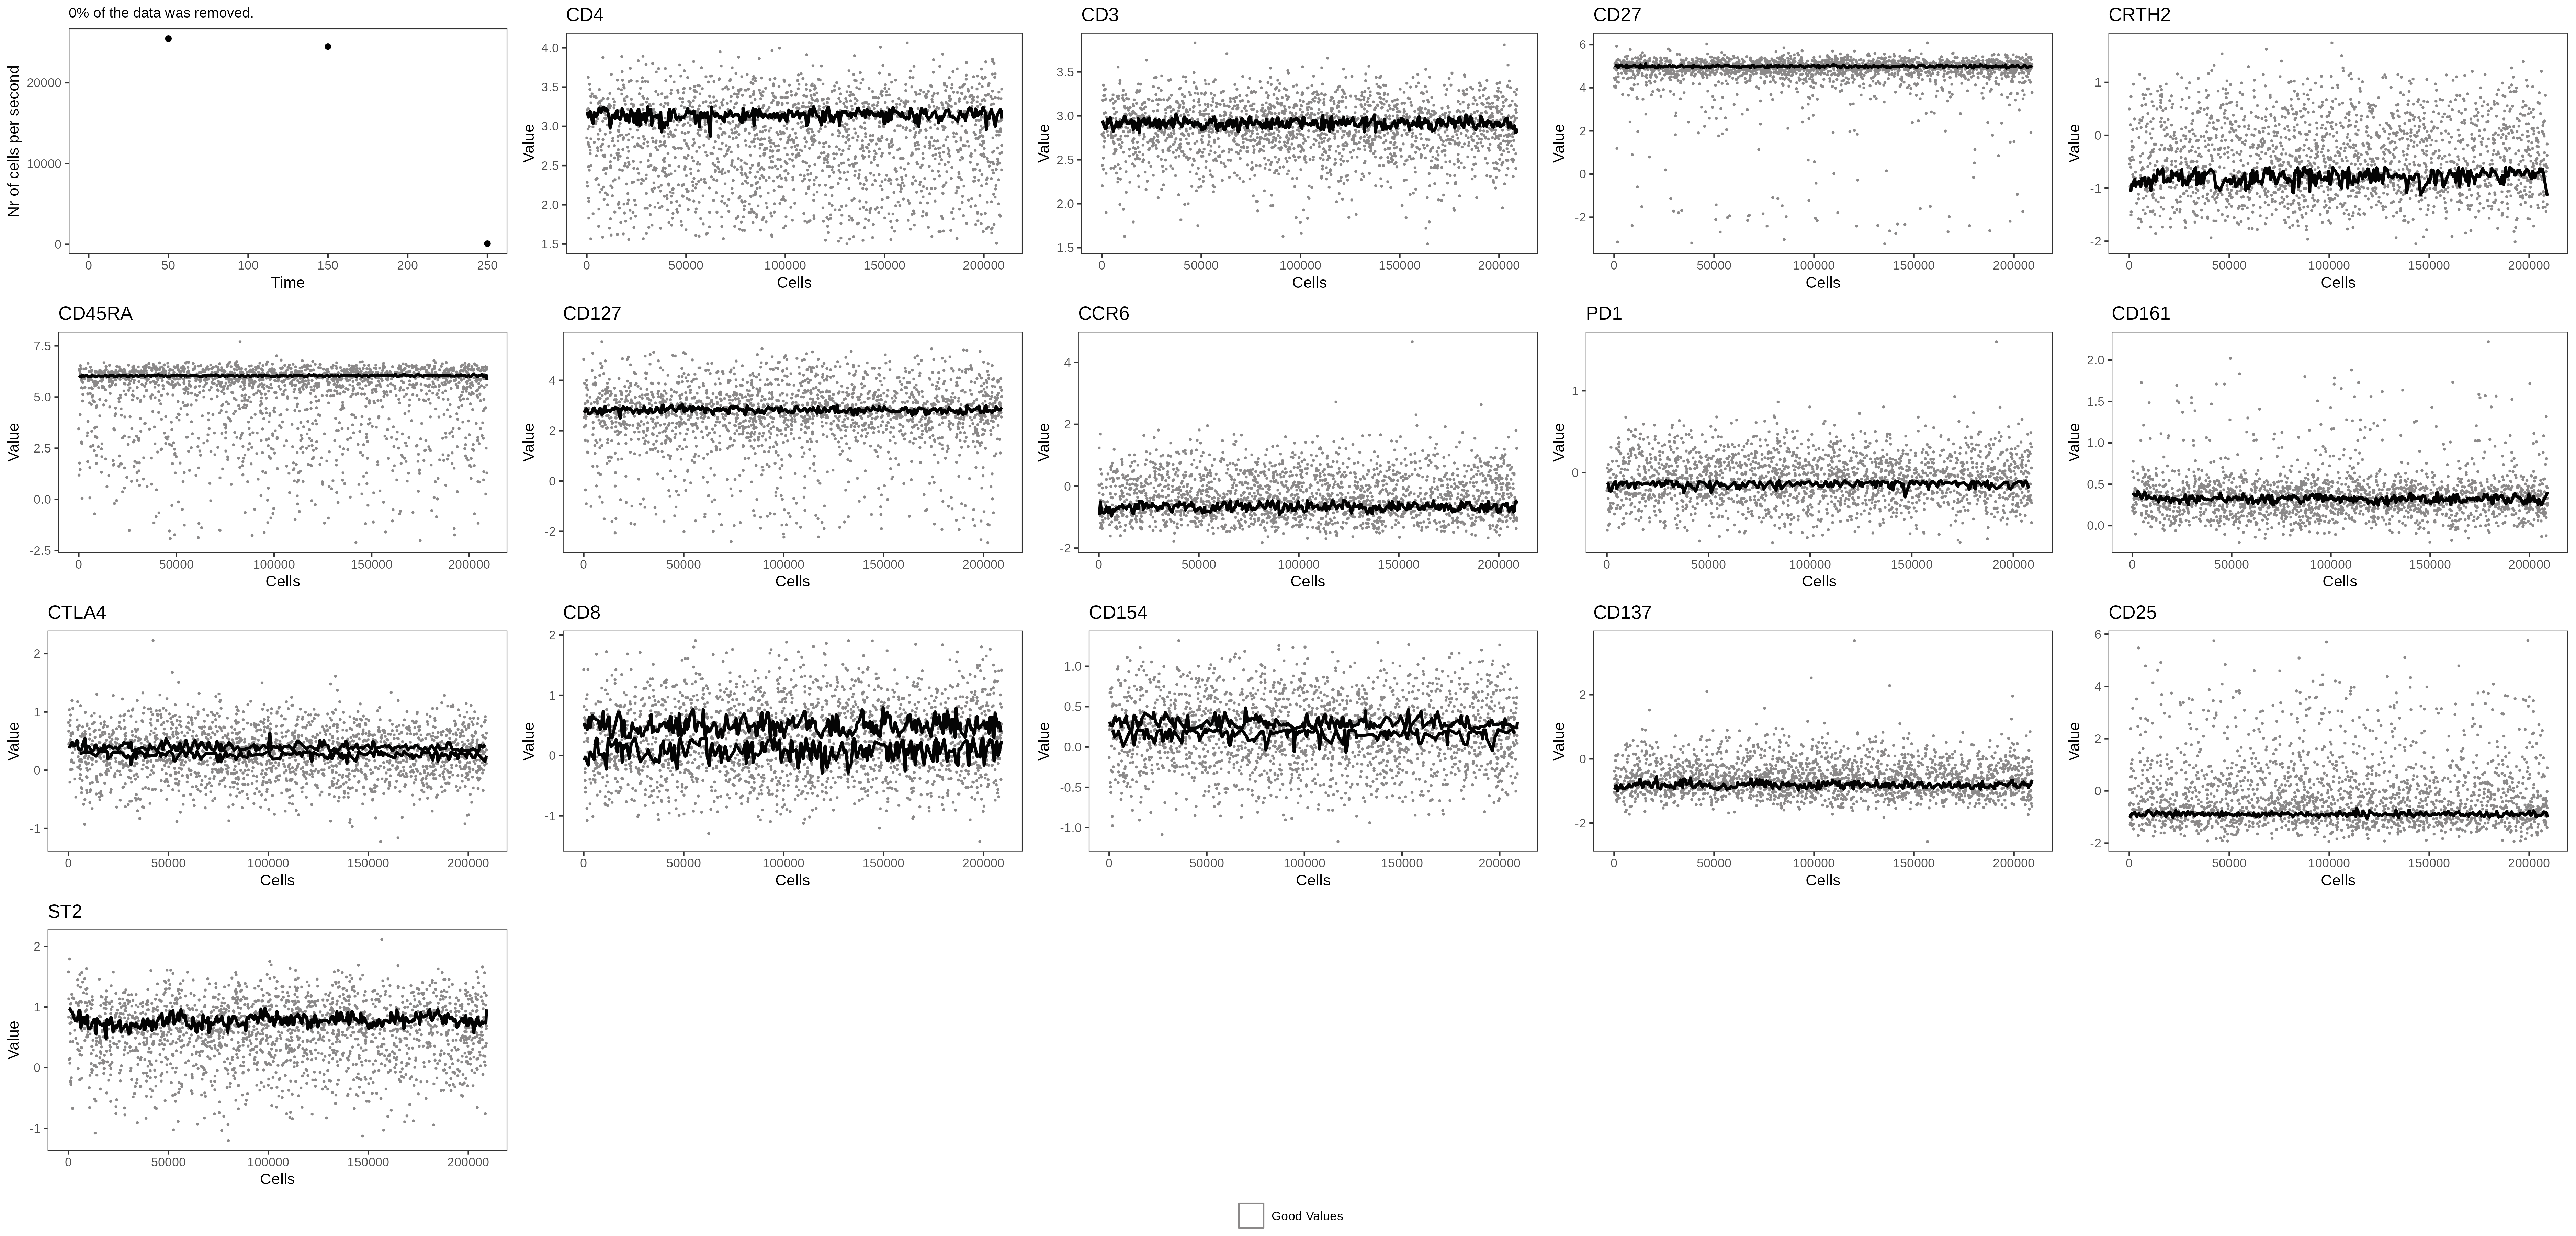 0% of the data was removed.
Nr of cells per second
20000
10000
0
0 50 100 150 200 250
Time
CD4
Value
4.0
3.5
3.0
2.5
2.0
1.5
0 50000 100000 150000 200000
Cells
CD3
Value
3.5
3.0
2.5
2.0
1.5
0 50000 100000 150000 200000
Cells
CD27
Value
6
4
2
0
-2
0 50000 100000 150000 200000
Cells
CRTH2
Value
1
0
-1
-2
0 50000 100000 150000 200000
Cells
CD45RA
Value
7.5
5.0
2.5
0.0
-2.5
0 50000 100000 150000 200000
Cells
CD127
Value
4
2
0
-2
0 50000 100000 150000 200000
Cells
CCR6
Value
4
2
0
-2
0 50000 100000 150000 200000
Cells
PD1
Value
1
0
0 50000 100000 150000 200000
Cells
CD161
Value
2.0
1.5
1.0
0.5
0.0
0 50000 100000 150000 200000
Cells
CTLA4
Value
2
1
0
-1
0 50000 100000 150000 200000
Cells
CD8
Value
2
1
0
-1
0 50000 100000 150000 200000
Cells
CD154
Value
1.0
0.5
0.0
-0.5
-1.0
0 50000 100000 150000 200000
Cells
CD137
Value
2
0
-2
0 50000 100000 150000 200000
Cells
CD25
Value
6
4
2
0
-2
0 50000 100000 150000 200000
Cells
ST2
Value
2
1
0
-1
0 50000 100000 150000 200000
Cells
Good Values